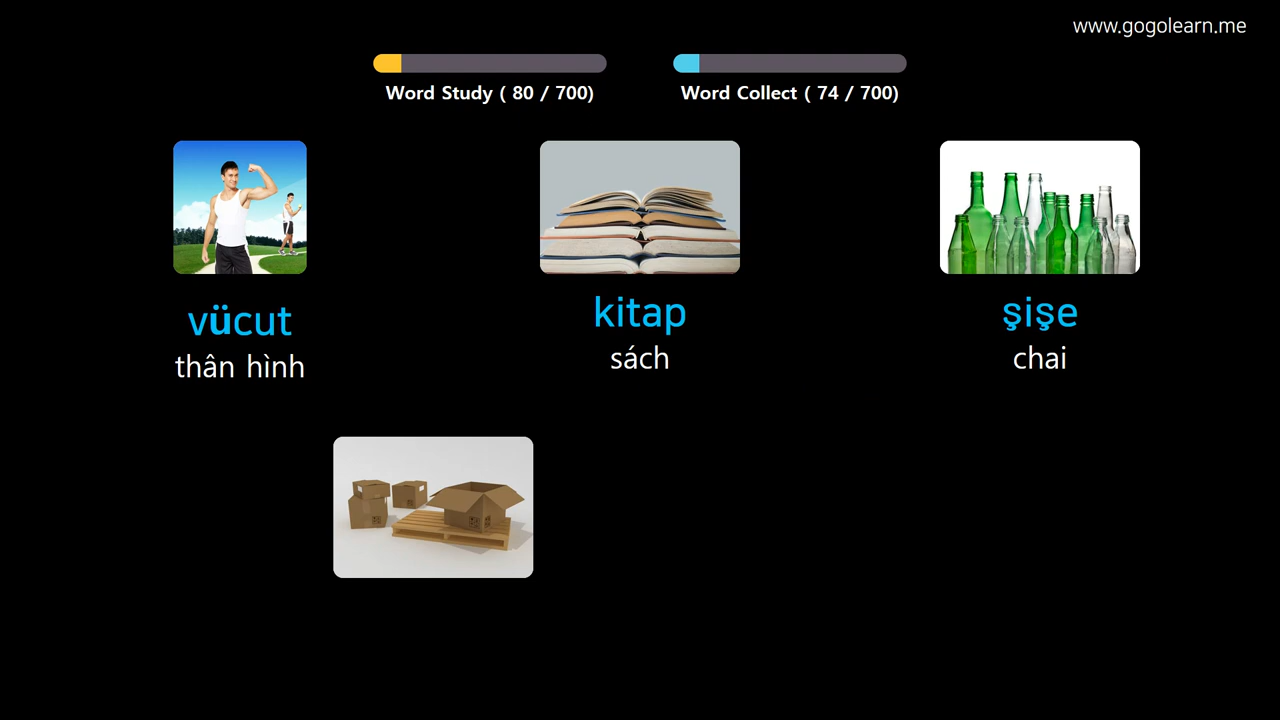 www.gogolearn.me
Word Study ( 80 / 700)
Word Collect ( 74 / 700)
vücut
thân hình
kitap
sách
şişe
chai